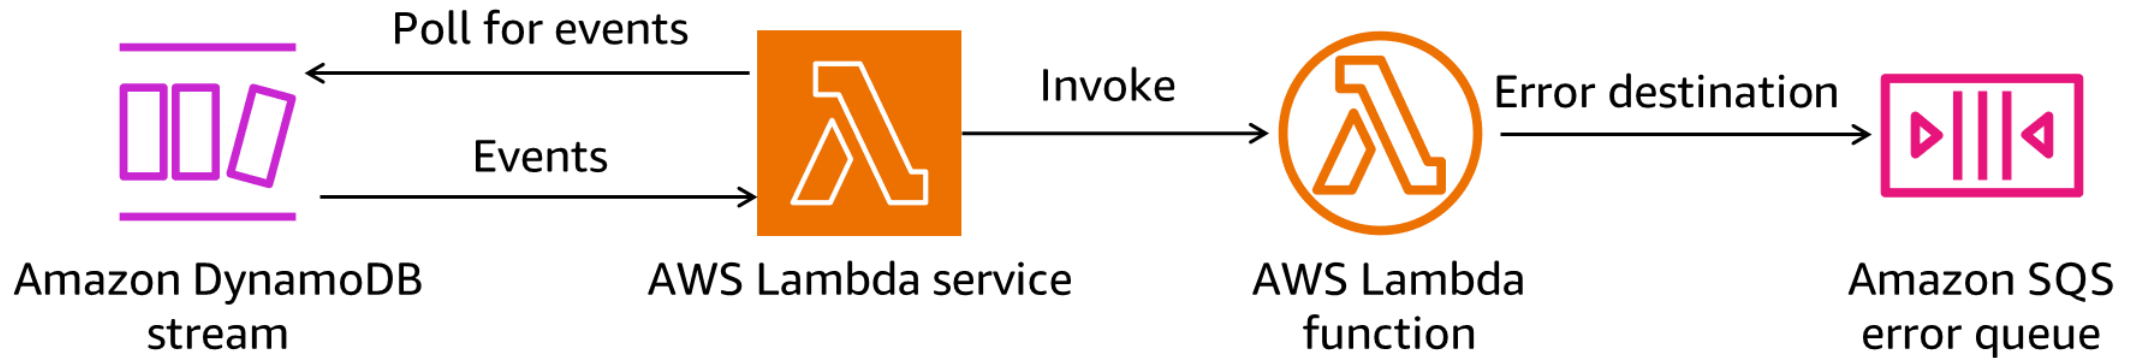 Poll for events
Events
Invoke
Error destination
Amazon DynamoDB
stream
AWS Lambda service
AWS Lambda
function
Amazon SQS
error queue